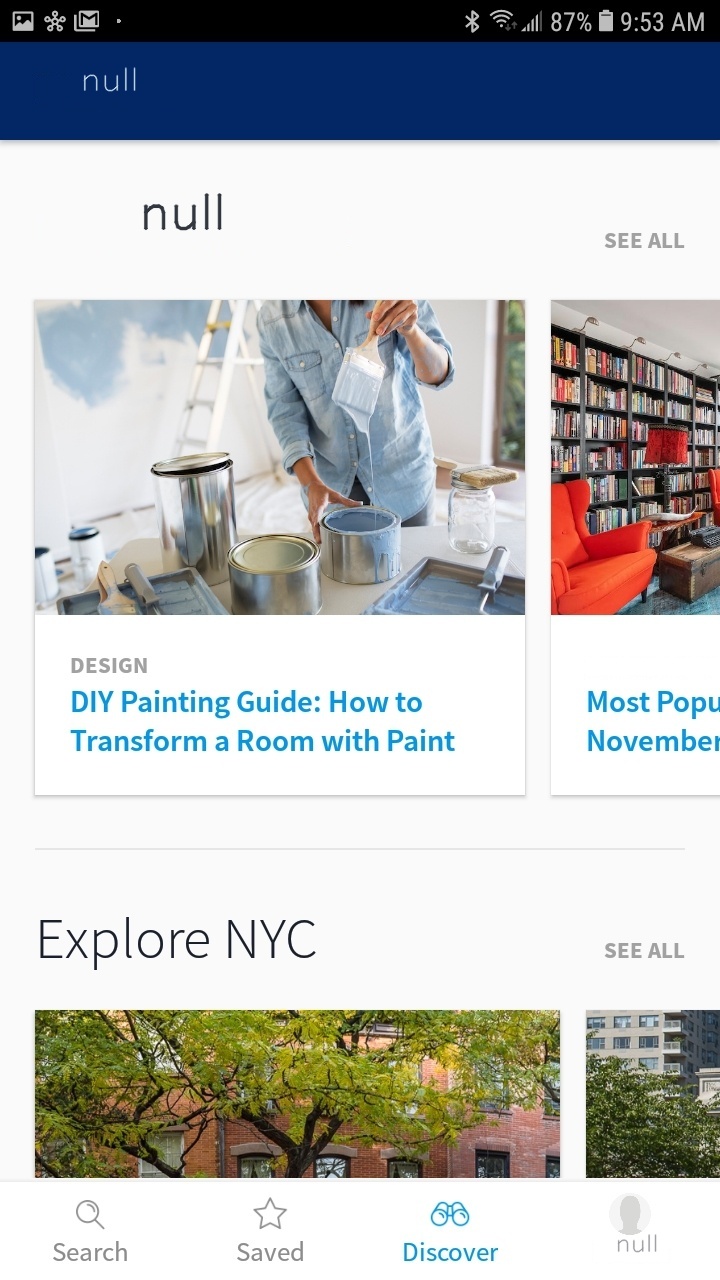 87% 9:53 AM
null
null
SEE ALL
DESIGN
DIY Painting Guide: How to
Transform a Room with Paint
Most Popu
November
Explore NYC
SEE ALL
Search
Saved
Discover
null